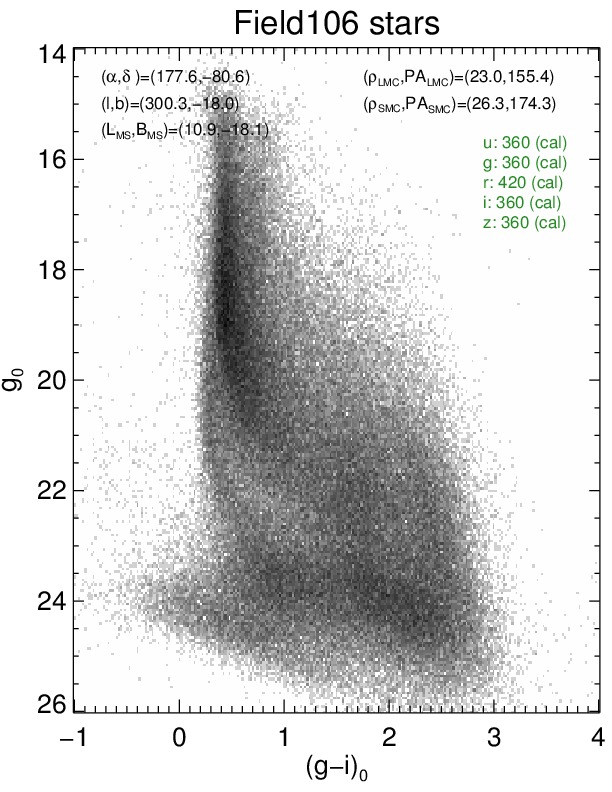 Field106 stars
(α,δ )=(177.6,−80.6)
(ρLMC,PALMC)=(23.0,155.4)
(l,b)=(300.3,−18.0)
(ρSMC,PASMC)=(26.3,174.3)
(LMS,BMS)=(10.9,−18.1)
u: 360 (cal)
g: 360 (cal)
r: 420 (cal)
i: 360 (cal)
z: 360 (cal)
14
16
18
20
22
24
26
g0
−1 0 1 2 3 4
(g−i)0